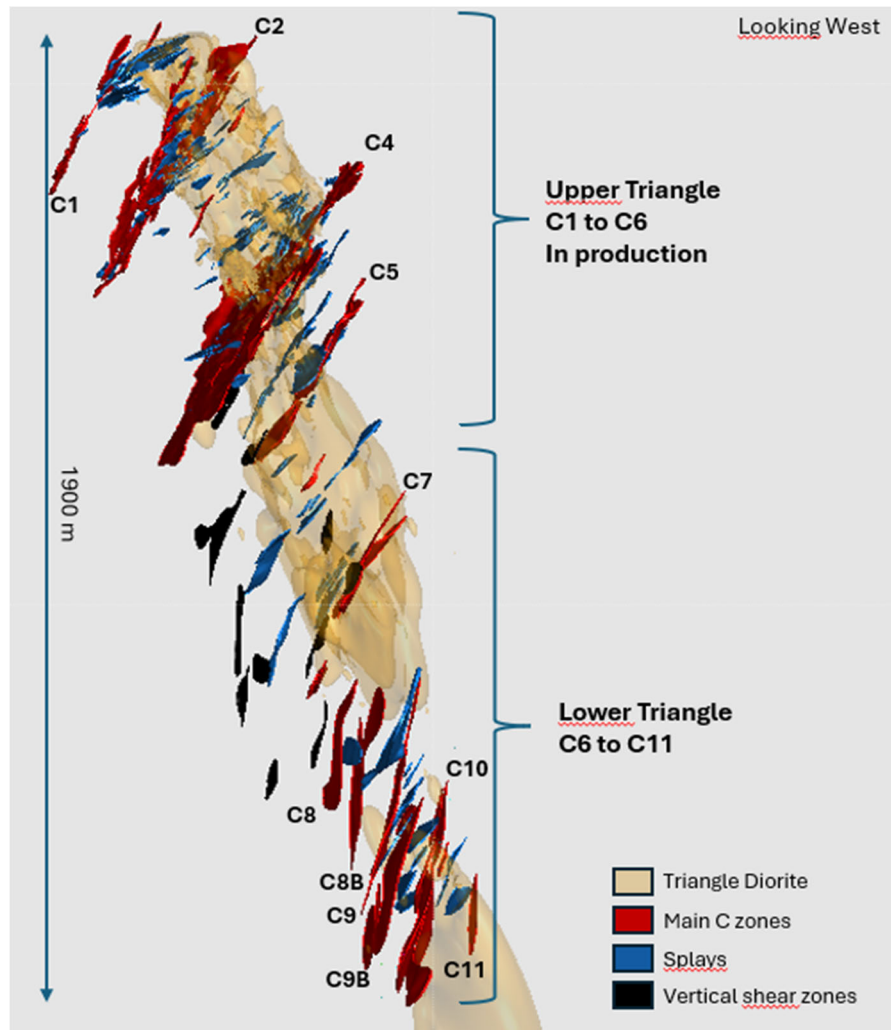 Looking West
C2
C4
C1
Upper Triangle
C1 to C6
In production
C5
1900 m
C7
Lower Triangle
C6 to C11
C10
C8
C8B
C9
C9B
C11
Triangle Diorite
Main C zones
Splays
Vertical shear zones